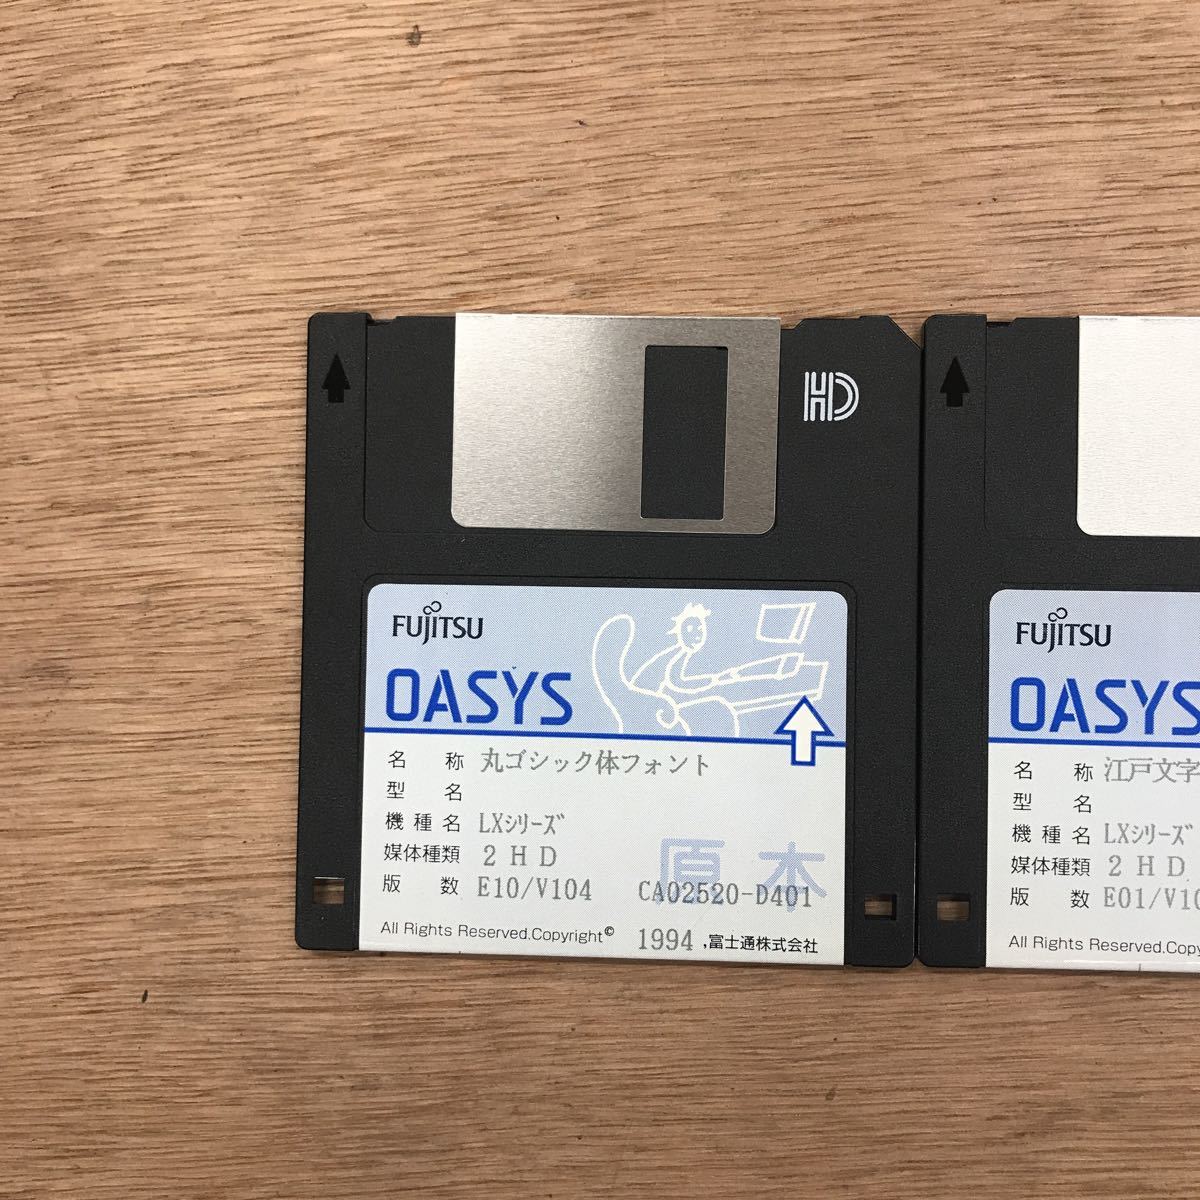 HD
FUJITSU
OASYS
名 称 丸ゴシック体フォント
型 名
機種名 LXｼﾘｰｽﾞ
媒体種類 2HD
版 数 E10/V104 CA02520-D401
原本
All Rights Reserved.Copyright© 1994 ,富士通株式会社
FUJITSU
OASYS
名 称 江戸文字
型 名
機種名 LXｼﾘｰｽﾞ
媒体種類 2HD
版 数 E01/V10
All Rights Reserved.Copy